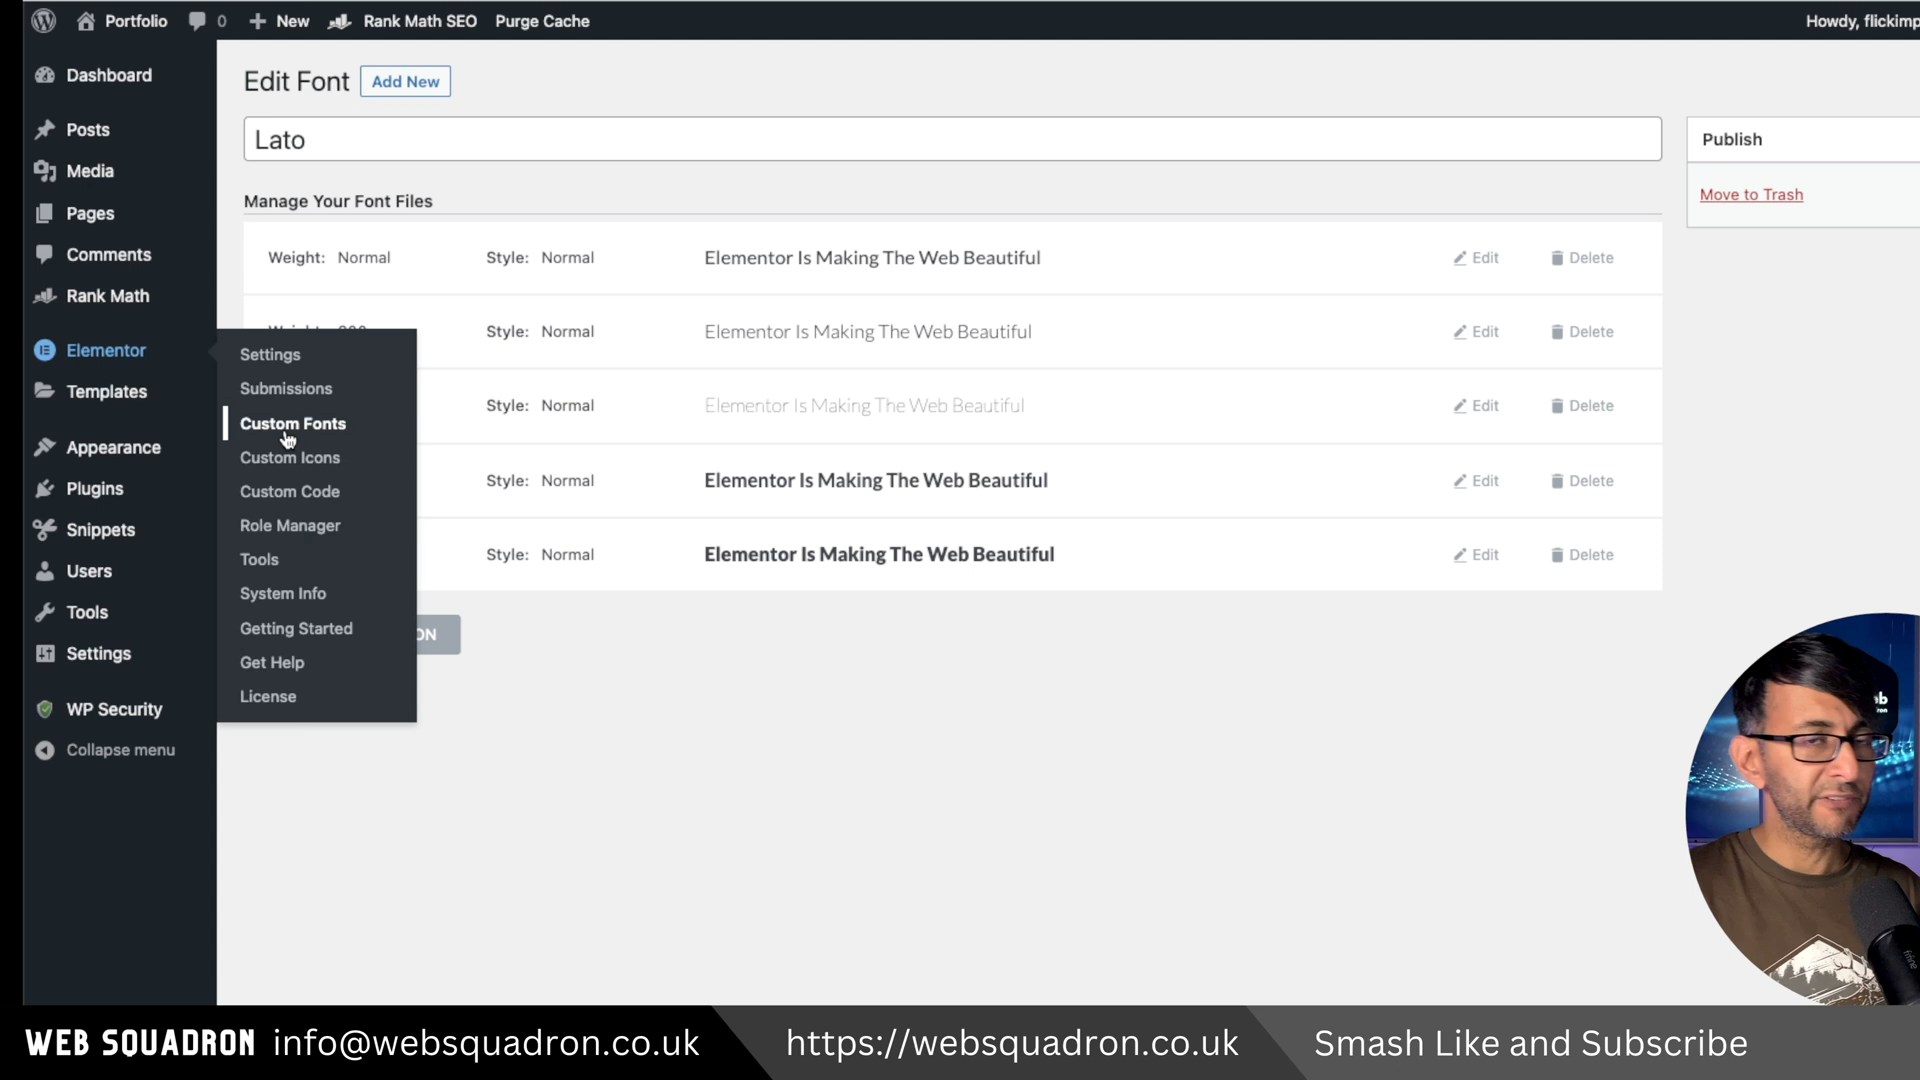 Portfolio 0 New Rank Math SEO Purge Cache Howdy, flickimp
Dashboard
Posts
Media
Pages
Comments
Rank Math
Elementor
Templates
Appearance
Plugins
Snippets
Users
Tools
Settings
WP Security
Collapse menu
Settings
Submissions
Custom Fonts
Custom Icons
Custom Code
Role Manager
Tools
System Info
Getting Started
Get Help
License
Edit Font Add New
Lato
Manage Your Font Files
Weight: Normal Style: Normal Elementor Is Making The Web Beautiful Edit Delete
Style: Normal Elementor Is Making The Web Beautiful Edit Delete
Style: Normal Elementor Is Making The Web Beautiful Edit Delete
Style: Normal Elementor Is Making The Web Beautiful Edit Delete
Style: Normal Elementor Is Making The Web Beautiful Edit Delete
ON
Publish
Move to Trash
WEB SQUADRON info@websquadron.co.uk https://websquadron.co.uk Smash Like and Subscribe